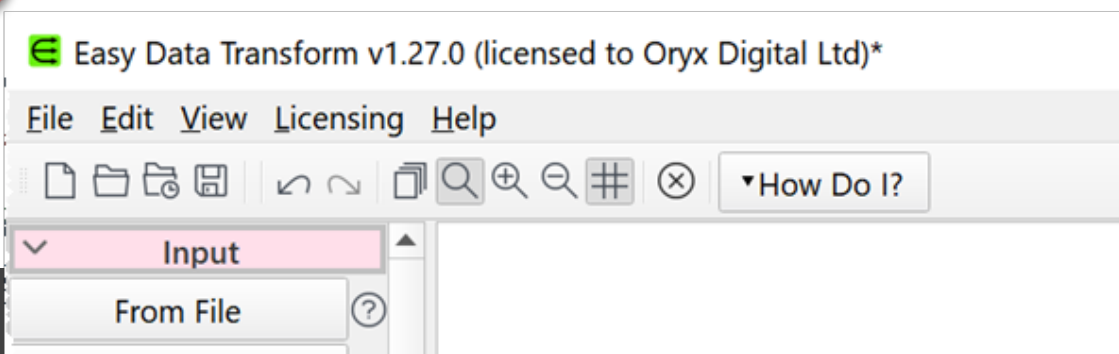 Easy Data Transform v1.27.0 (licensed to Oryx Digital Ltd)*
File Edit View Licensing Help
How Do I?
Input
From File ?